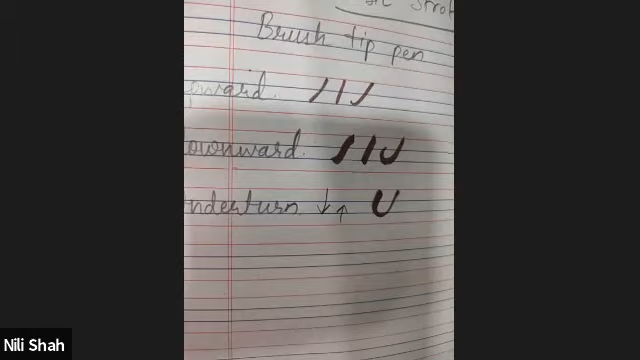 Brush tip pen
pward.
ownward.
nderturn ↓↑
Nili Shah